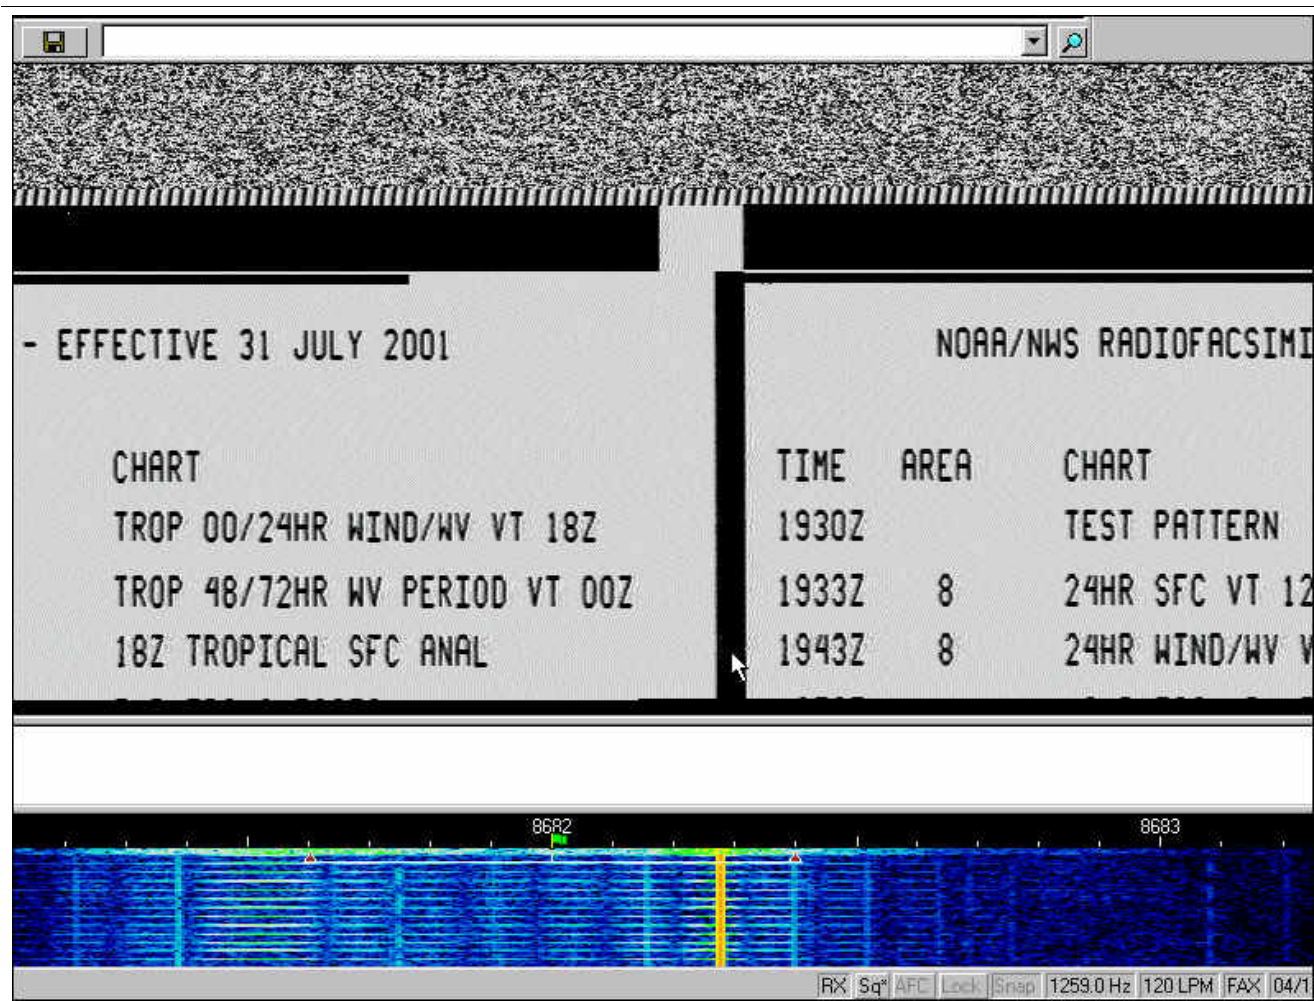 - EFFECTIVE 31 JULY 2001
NOAA/NWS RADIOFACSIMI
CHART
TROP 00/24HR WIND/WV VT 18Z
TROP 48/72HR WV PERIOD VT 00Z
18Z TROPICAL SFC ANAL
TIME AREA CHART
1930Z TEST PATTERN
1933Z 8 24HR SFC VT 12
1943Z 8 24HR WIND/WV V
8682 8683
RX Sq* AFC Lock Snap 1259.0 Hz 120 LPM FAX 04/1